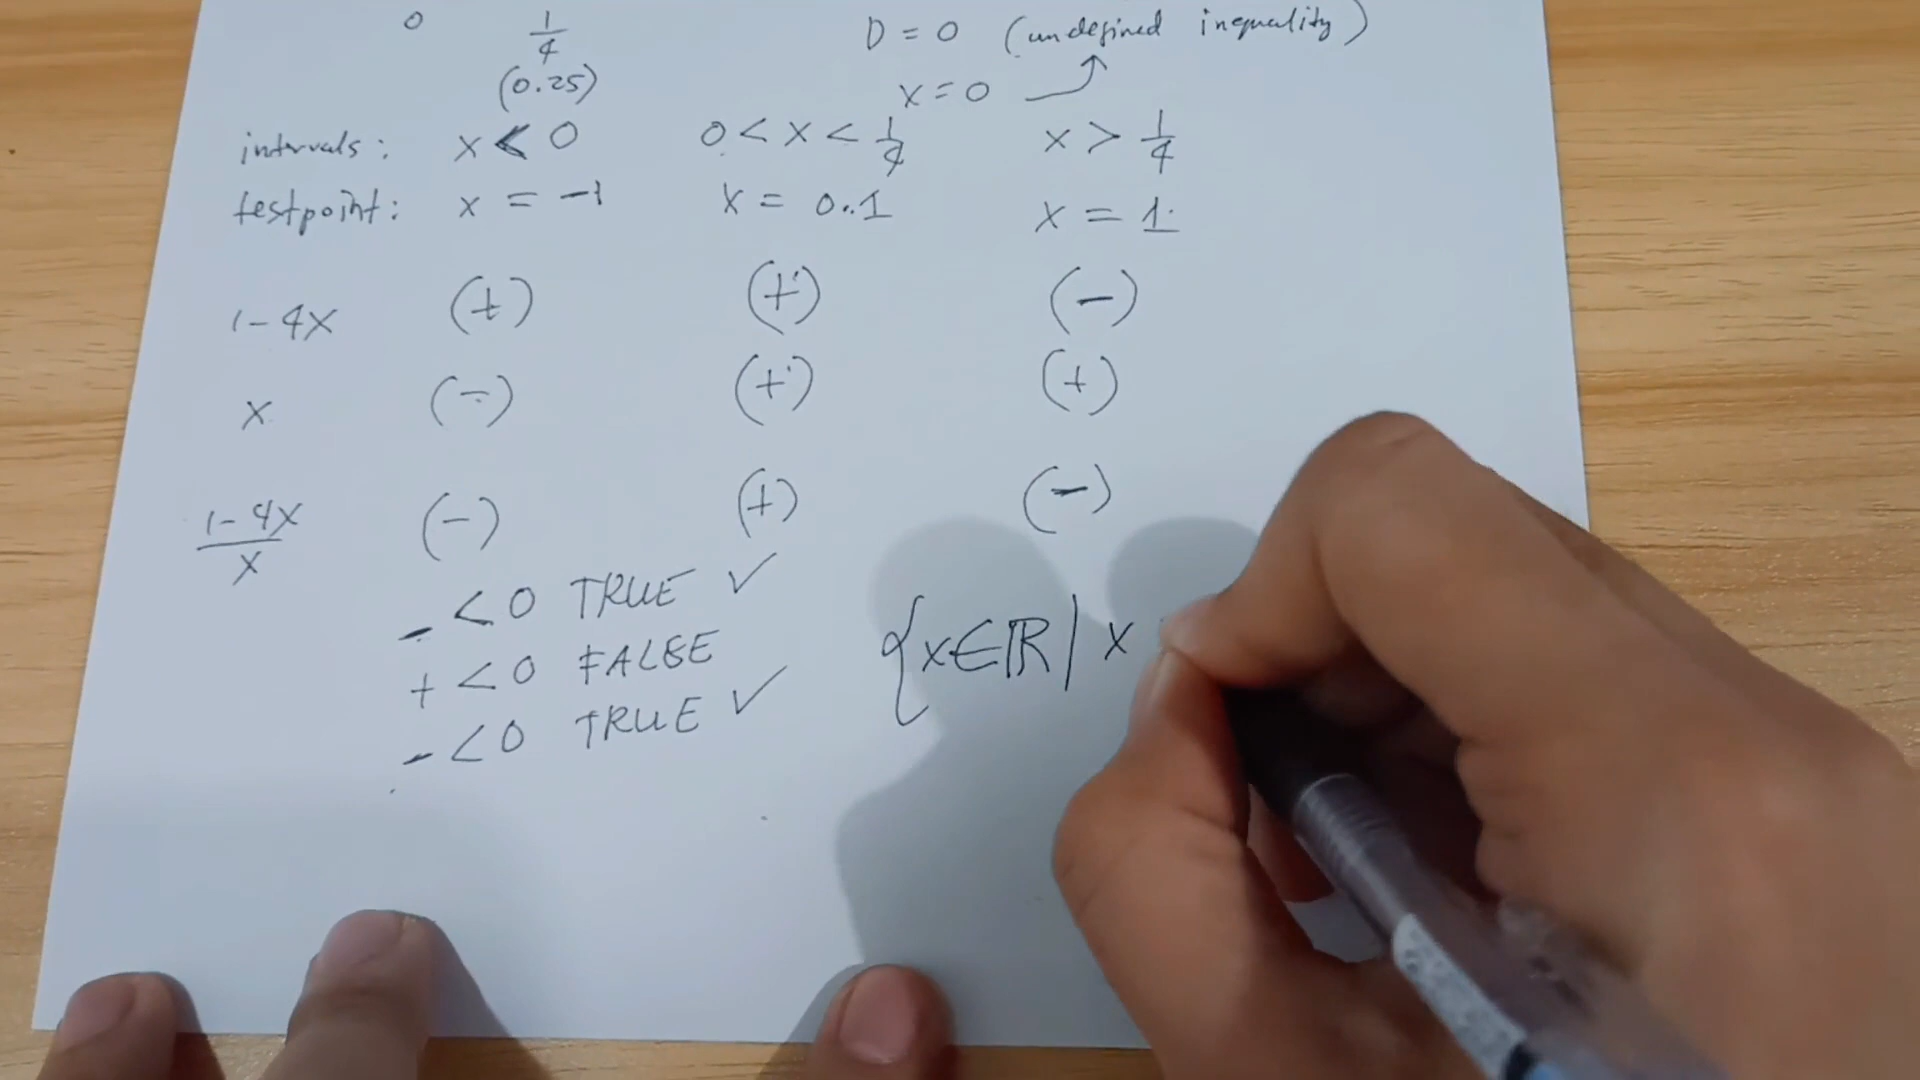 0 1/4 D = 0 (undefined inequality)
(0.25) x = 0
intervals: x < 0 0 < x < 1/4 x > 1/4
testpoint: x = -1 x = 0.1 x = 1
1-4x (+) (+) (-)
x (-) (+) (+)
1-4x/x (-) (+) (-)
- < 0 TRUE ✓
+ < 0 FALSE
- < 0 TRUE ✓
{x∈ℝ| x